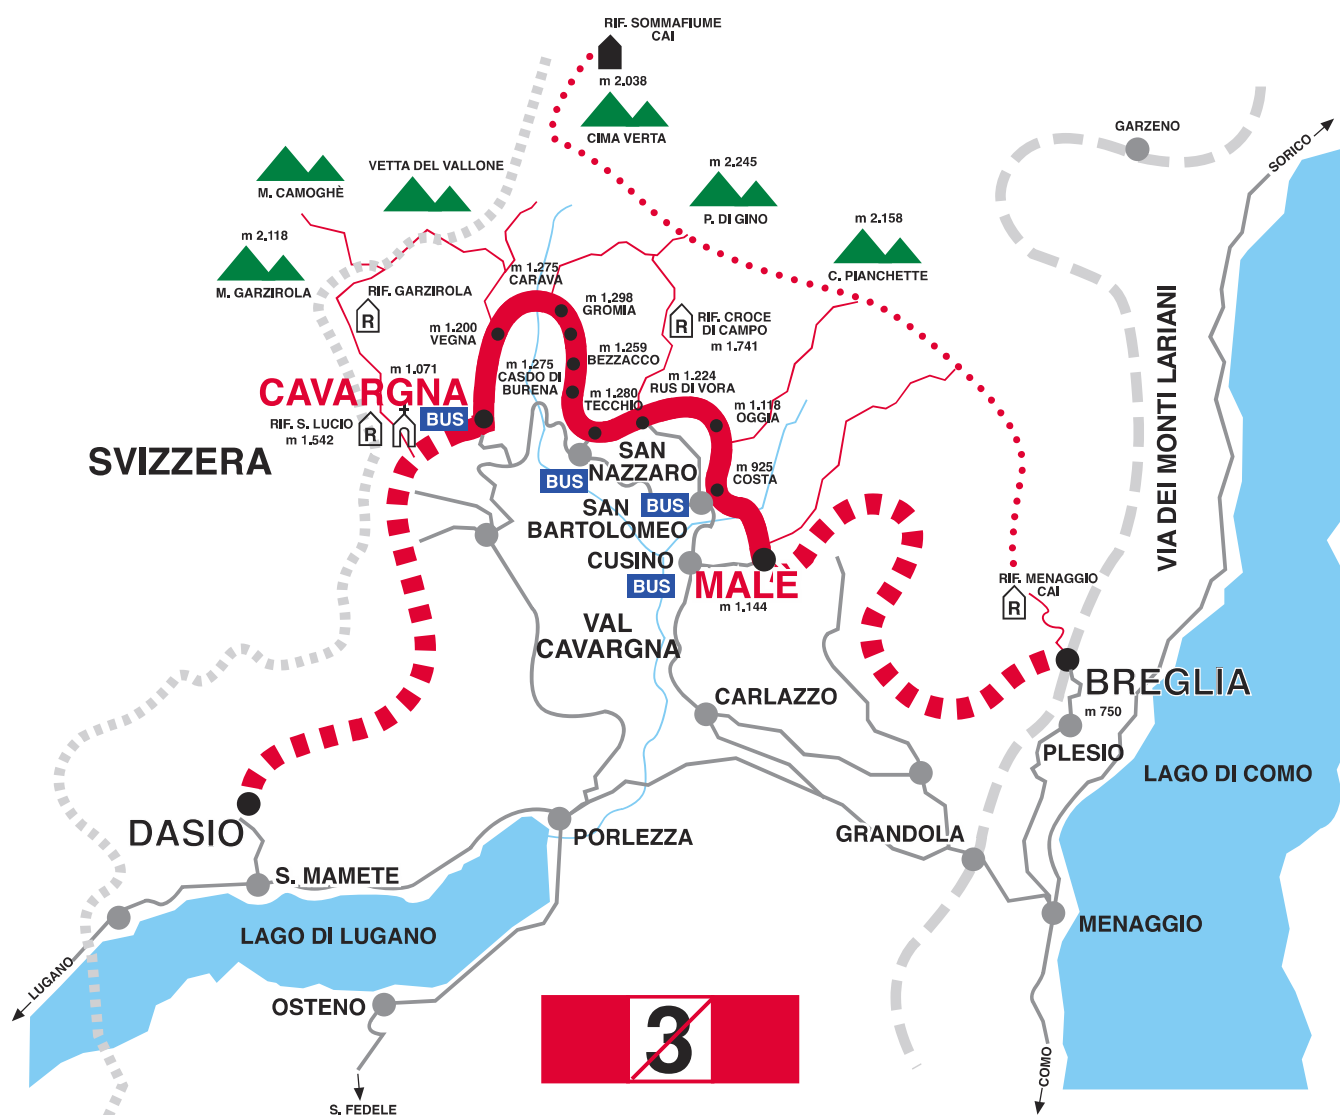 RIF. SOMMAFIUME
CAI
m 2.038
CIMA VERTA
GARZENO
SORICO
M. CAMOGHÈ
VETTA DEL VALLONE
m 2.245
P. DI GINO
m 2.158
C. PIANCHETTE
m 2.118
M. GARZIROLA
RIF. GARZIROLA
R
m 1.275
CARAVA
m 1.298
GROMIA
m 1.200
VEGNA
m 1.259
BEZZACCO
R
RIF. CROCE
DI CAMPO
m 1.741
m 1.275
CASDO DI
BURENA
m 1.071
CAVARGNA
BUS
m 1.280
TECCHIO
m 1.224
RUS DI VORA
m 1.118
OGGIA
RIF. S. LUCIO
m 1.542
R
SVIZZERA
SAN
NAZZARO
BUS
m 925
COSTA
SAN
BARTOLOMEO
BUS
CUSINO
BUS
MALÈ
m 1.144
VAL
CAVARGNA
RIF. MENAGGIO
CAI
R
VIA DEI MONTI LARIANI
BREGLIA
m 750
PLESIO
CARLAZZO
LAGO DI COMO
DASIO
PORLEZZA
GRANDOLA
S. MAMETE
LAGO DI LUGANO
MENAGGIO
LUGANO
OSTENO
3
COMO
S. FEDELE